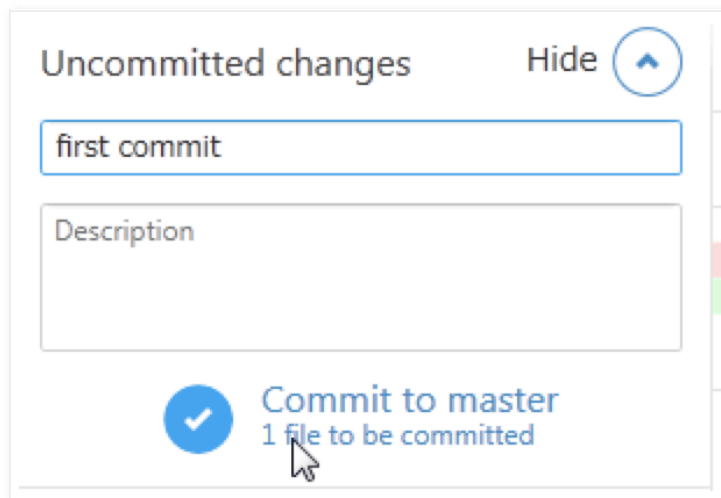 Uncommitted changes
Hide
first commit
Description
Commit to master
1 file to be committed